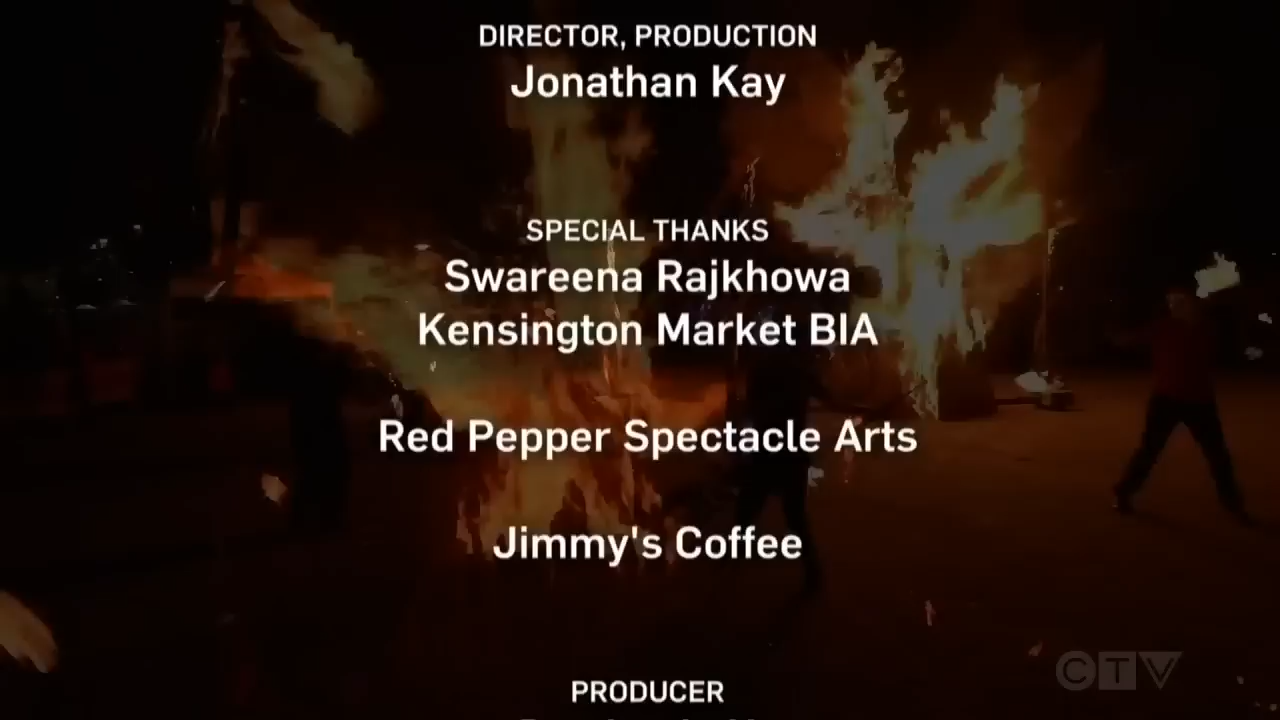 DIRECTOR, PRODUCTION
Jonathan Kay
SPECIAL THANKS
Swareena Rajkhowa
Kensington Market BIA
Red Pepper Spectacle Arts
Jimmy's Coffee
CTV
PRODUCER